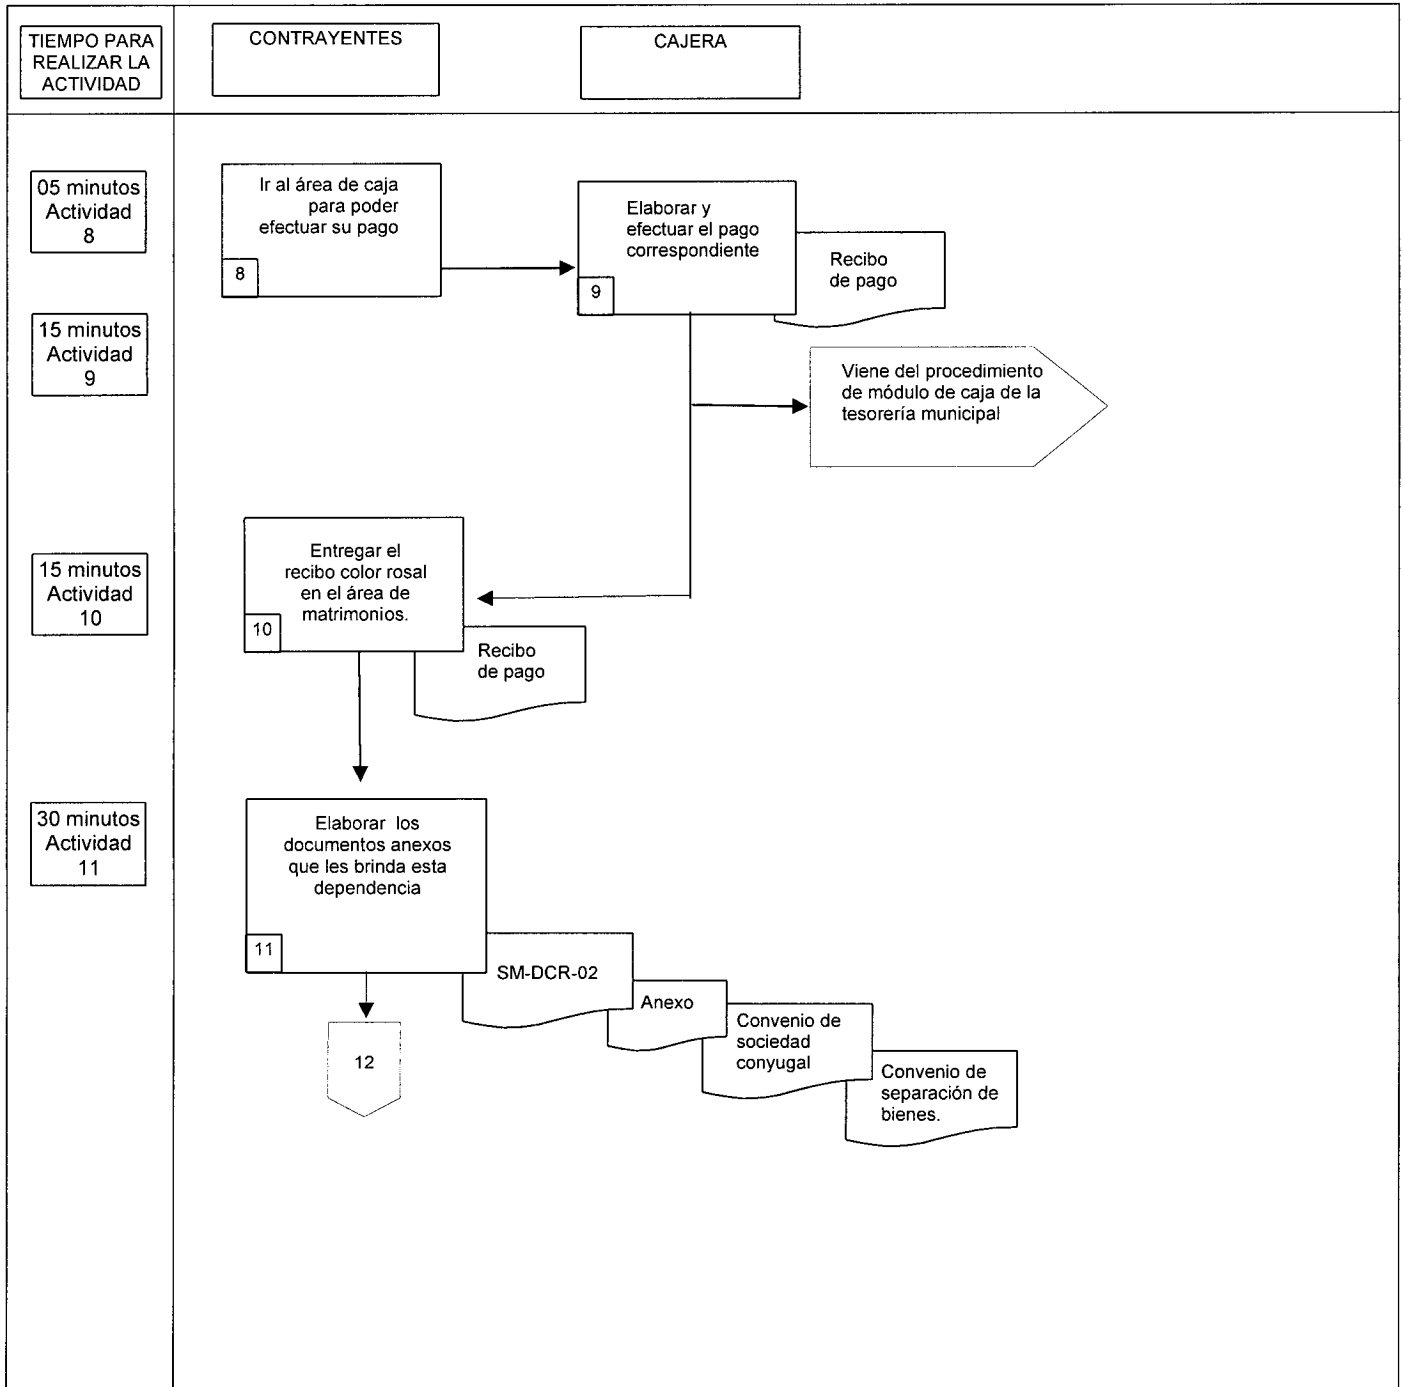 TIEMPO PARA
REALIZAR LA
ACTIVIDAD
CONTRAYENTES
CAJERA
05 minutos
Actividad
8
Ir al área de caja
para poder
efectuar su pago
8
Elaborar y
efectuar el pago
correspondiente
9
Recibo
de pago
15 minutos
Actividad
9
Viene del procedimiento
de módulo de caja de la
tesorería municipal
15 minutos
Actividad
10
Entregar el
recibo color rosal
en el área de
matrimonios.
10
Recibo
de pago
30 minutos
Actividad
11
Elaborar los
documentos anexos
que les brinda esta
dependencia
11
SM-DCR-02
Anexo
Convenio de
sociedad
conyugal
Convenio de
separación de
bienes.
12